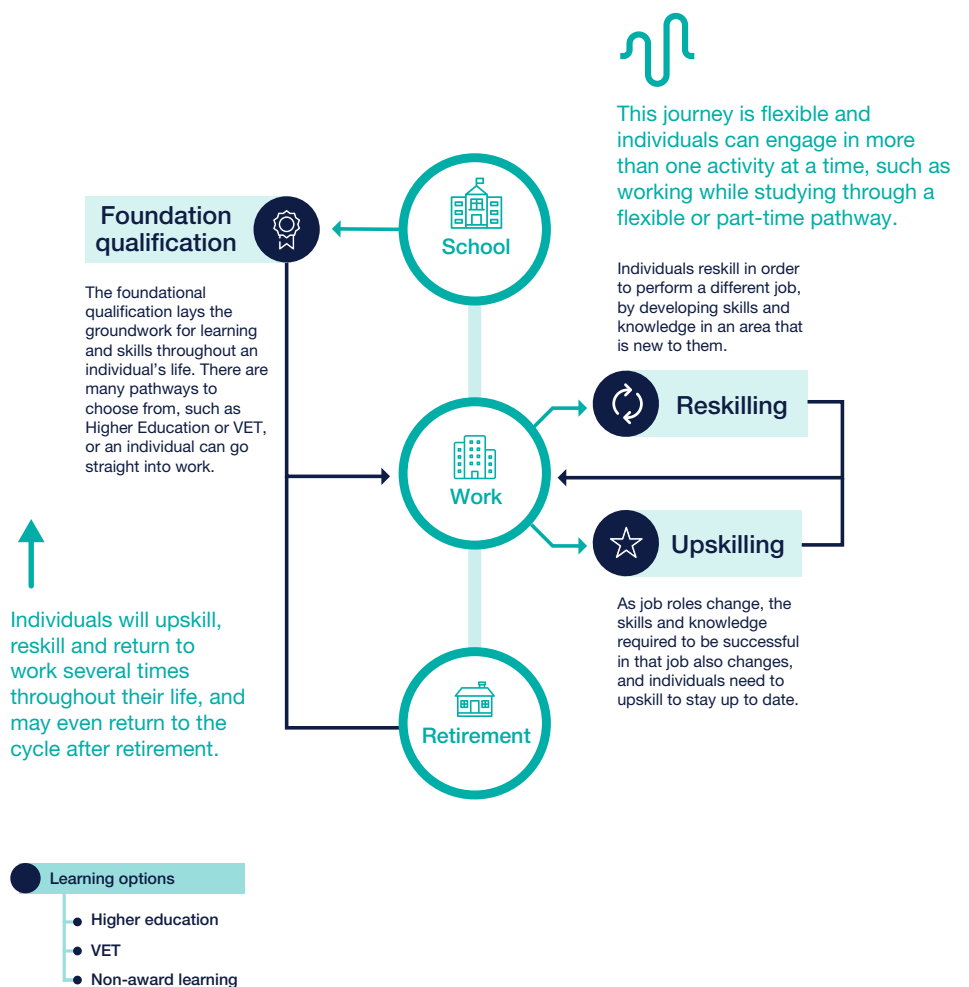 This journey is flexible and
individuals can engage in more
than one activity at a time, such as
working while studying through a
flexible or part-time pathway.
School
Foundation
qualification
The foundational
qualification lays the
groundwork for learning
and skills throughout an
individual's life. There are
many pathways to
choose from, such as
Higher Education or VET,
or an individual can go
straight into work.
Individuals reskill in order
to perform a different job,
by developing skills and
knowledge in an area that
is new to them.
Reskilling
Work
Upskilling
As job roles change, the
skills and knowledge
required to be successful
in that job also changes,
and individuals need to
upskill to stay up to date.
Individuals will upskill,
reskill and return to
work several times
throughout their life, and
may even return to the
cycle after retirement.
Retirement
Learning options
Higher education
VET
Non-award learning